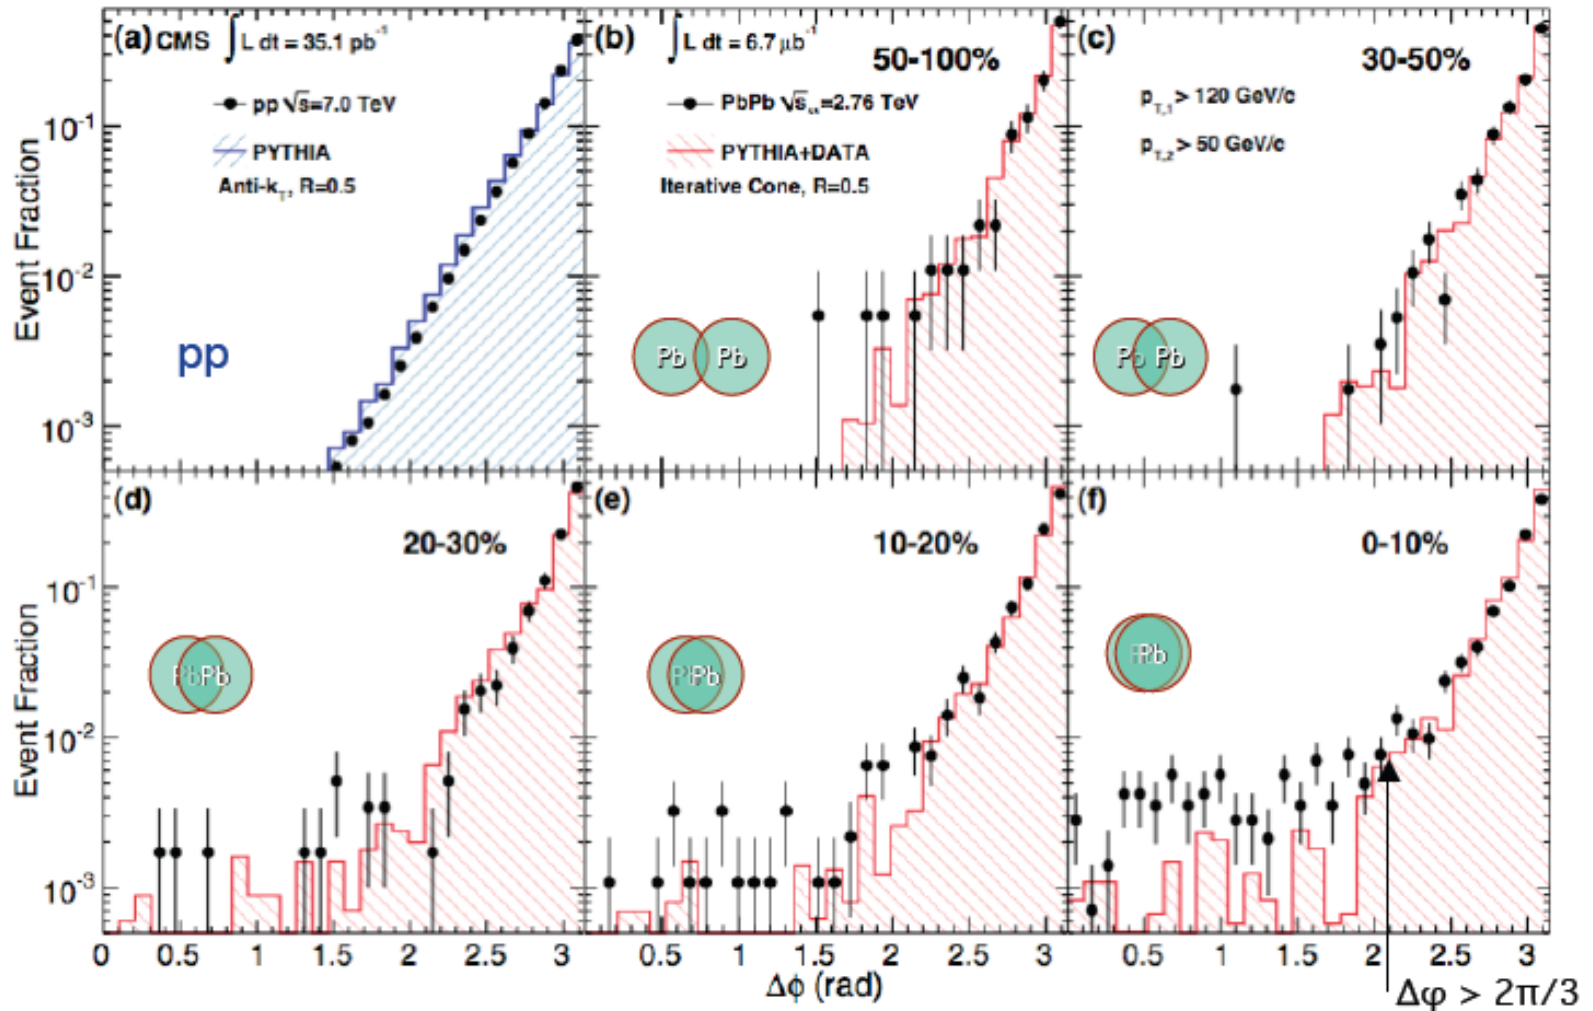 (a) CMS ∫ L dt = 35.1 pb⁻¹
pp √s=7.0 TeV
PYTHIA
Anti-k_T, R=0.5
pp
(b) ∫ L dt = 6.7 μb⁻¹
50-100%
PbPb √s =2.76 TeV
PYTHIA+DATA
Iterative Cone, R=0.5
Pb Pb
(c)
30-50%
p_T,1 > 120 GeV/c
p_T,2 > 50 GeV/c
Pb Pb
Event Fraction
10⁻¹
10⁻²
10⁻³
(d)
20-30%
Pb
(e)
10-20%
Pb
(f)
0-10%
Pb
Event Fraction
10⁻¹
10⁻²
10⁻³
0 0.5 1 1.5 2 2.5 3 0.5 1 1.5 2 2.5 3 0.5 1 1.5 2 2.5 3
Δϕ (rad)
Δφ > 2π/3